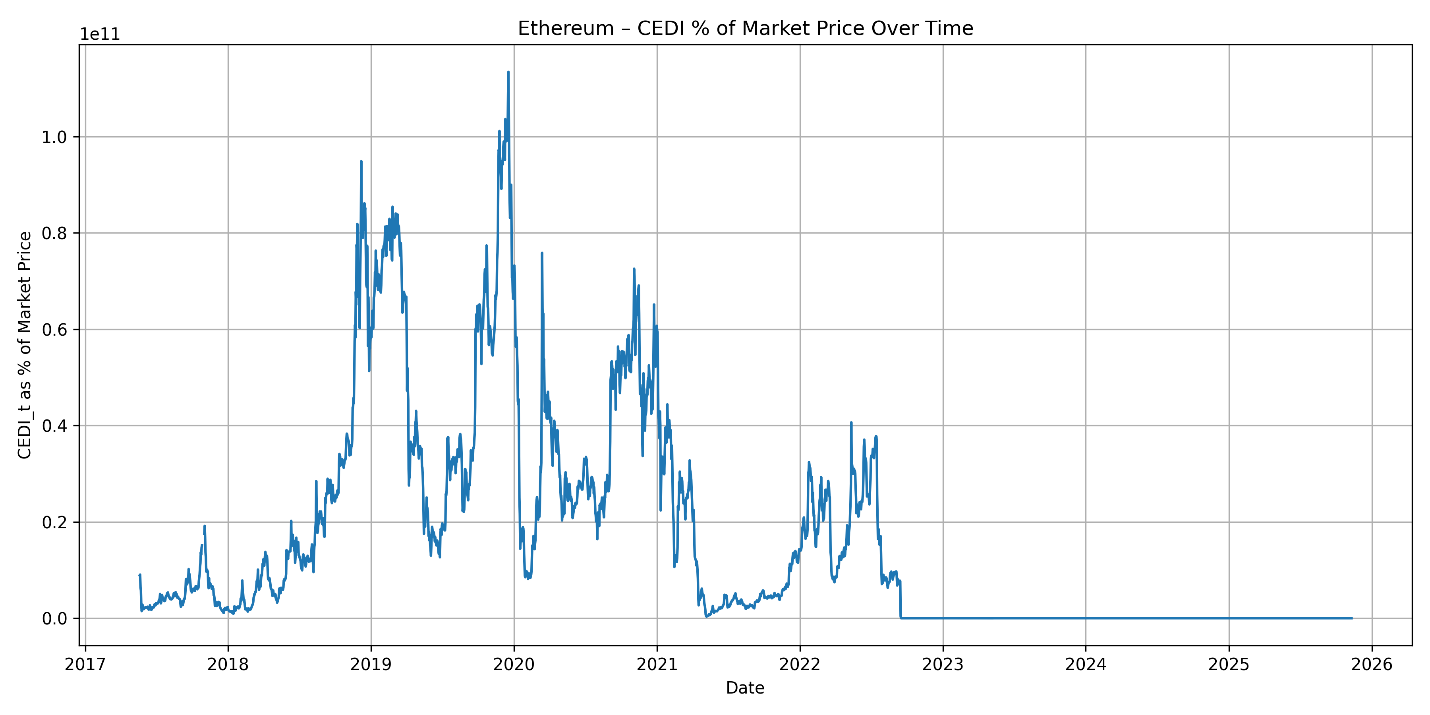 Ethereum – CEDI % of Market Price Over Time
1e11
CEDI_t as % of Market Price
1.0
0.8
0.6
0.4
0.2
0.0
2017 2018 2019 2020 2021 2022 2023 2024 2025 2026
Date